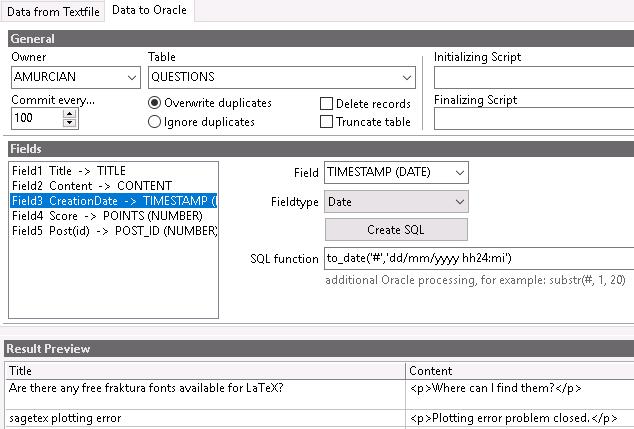 Data from Textfile Data to Oracle
General
Owner Table Initializing Script
AMURCIAN QUESTIONS
Commit every... Overwrite duplicates Delete records Finalizing Script
100 Ignore duplicates Truncate table
Fields
Field1 Title -> TITLE
Field2 Content -> CONTENT
Field3 CreationDate -> TIMESTAMP (
Field4 Score -> POINTS (NUMBER)
Field5 Post(id) -> POST_ID (NUMBER)
Field TIMESTAMP (DATE)
Fieldtype Date
Create SQL
SQL function to_date('#','dd/mm/yyyy hh24:mi')
additional Oracle processing, for example: substr(#, 1, 20)
Result Preview
Title Content
Are there any free fraktura fonts available for LaTeX? <p>Where can I find them?</p>
sagetex plotting error <p>Plotting error problem closed.</p>